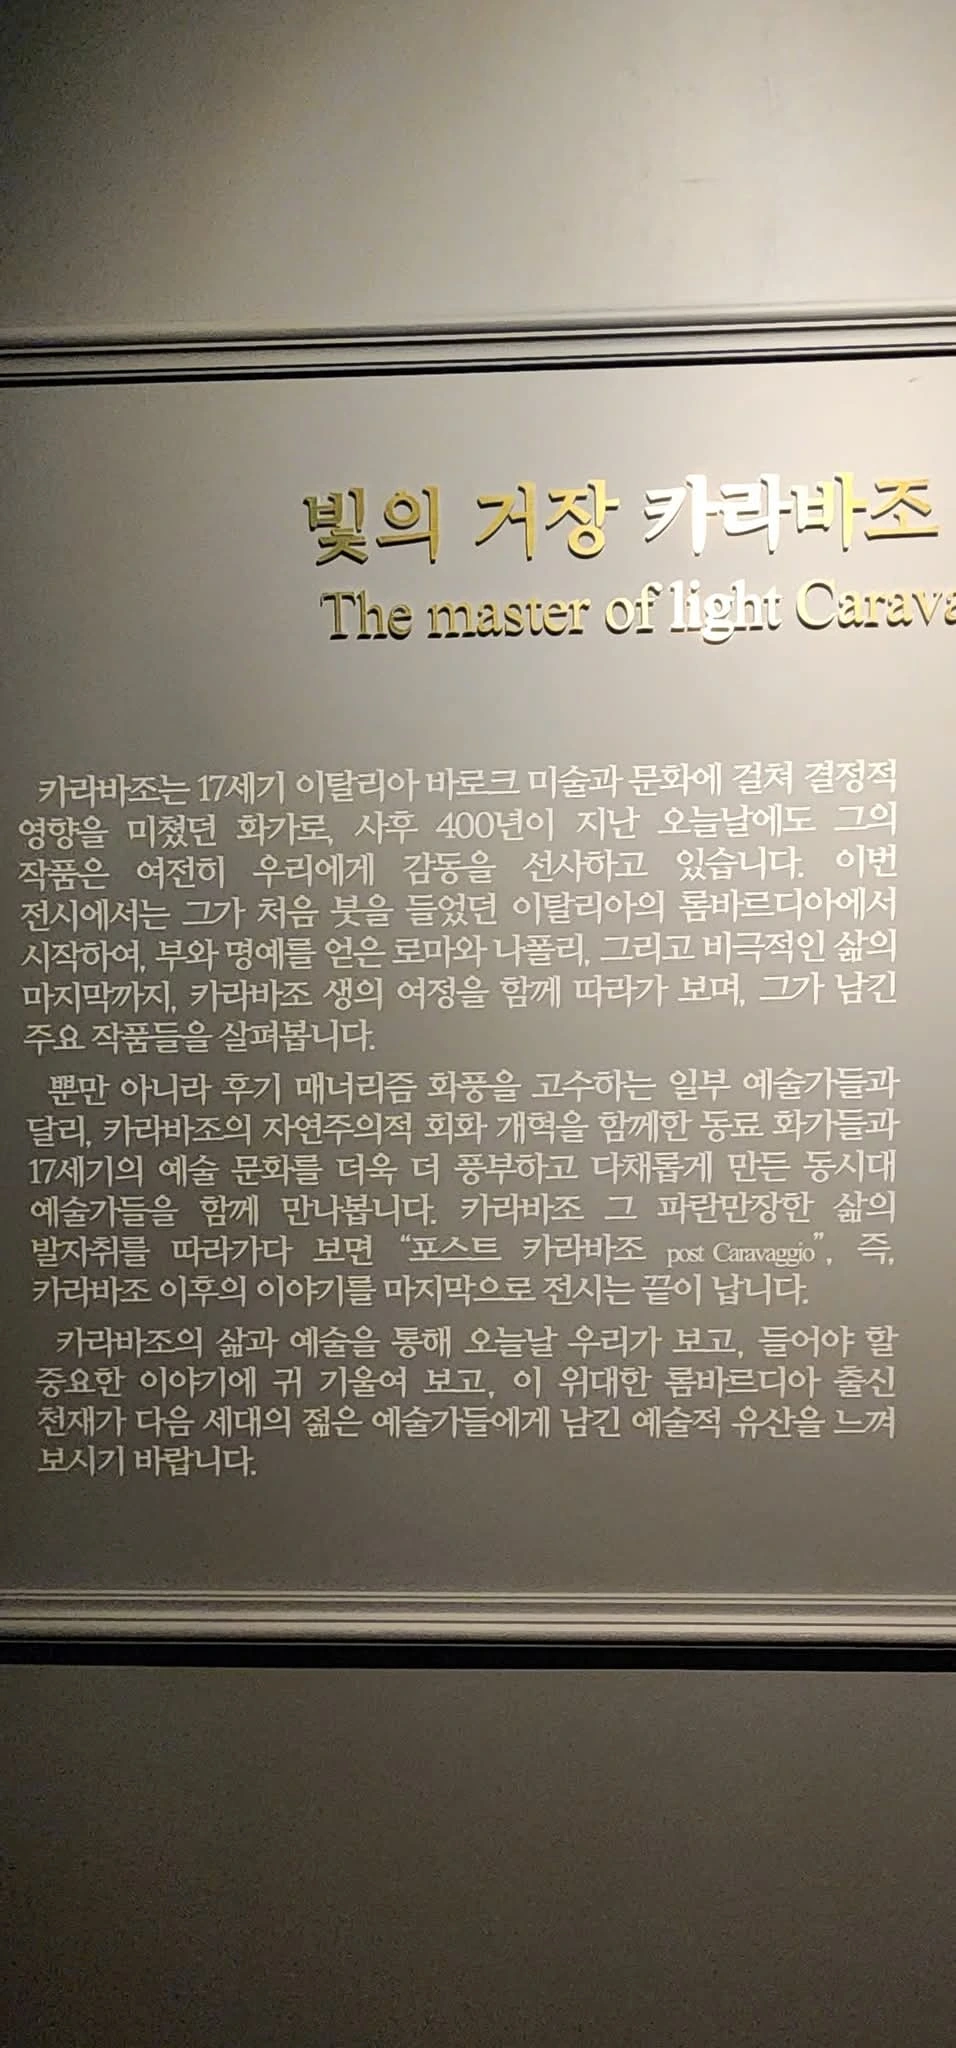 빛의 거장 카라바조
The master of light Carava
카라바조는 17세기 이탈리아 바로크 미술과 문화에 걸쳐 결정적
영향을 미쳤던 화가로, 사후 400년이 지난 오늘날에도 그의
작품은 여전히 우리에게 감동을 선사하고 있습니다. 이번
전시에서는 그가 처음 붓을 들었던 이탈리아의 롬바르디아에서
시작하여, 부와 명예를 얻은 로마와 나폴리, 그리고 비극적인 삶의
마지막까지, 카라바조 생의 여정을 함께 따라가 보며, 그가 남긴
주요 작품들을 살펴봅니다.
뿐만 아니라 후기 매너리즘 화풍을 고수하는 일부 예술가들과
달리, 카라바조의 자연주의적 회화 개혁을 함께한 동료 화가들과
17세기의 예술 문화를 더욱 더 풍부하고 다채롭게 만든 동시대
예술가들을 함께 만나봅니다. 카라바조 그 파란만장한 삶의
발자취를 따라가다 보면 “포스트 카라바조 post Caravaggio”, 즉,
카라바조 이후의 이야기를 마지막으로 전시는 끝이 납니다.
카라바조의 삶과 예술을 통해 오늘날 우리가 보고, 들어야 할
중요한 이야기에 귀 기울여 보고, 이 위대한 롬바르디아 출신
천재가 다음 세대의 젊은 예술가들에게 남긴 예술적 유산을 느껴
보시기 바랍니다.